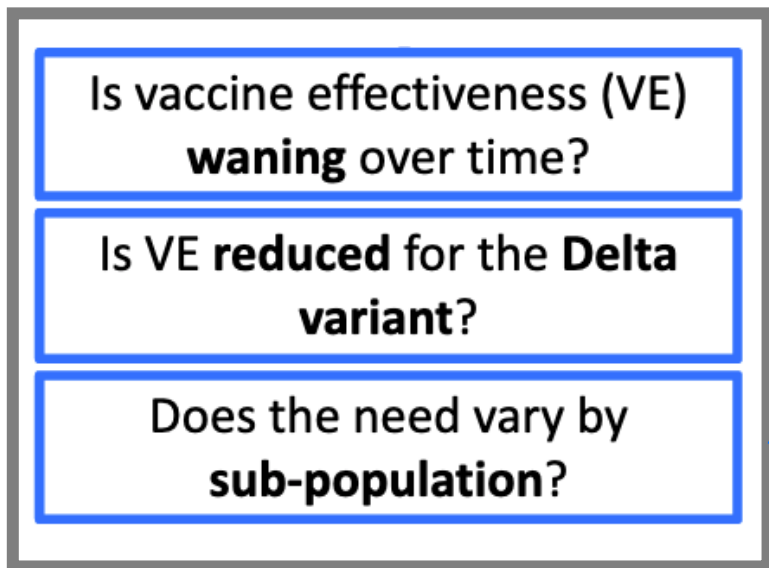 Is vaccine effectiveness (VE)
waning over time?
Is VE reduced for the Delta
variant?
Does the need vary by
sub-population?